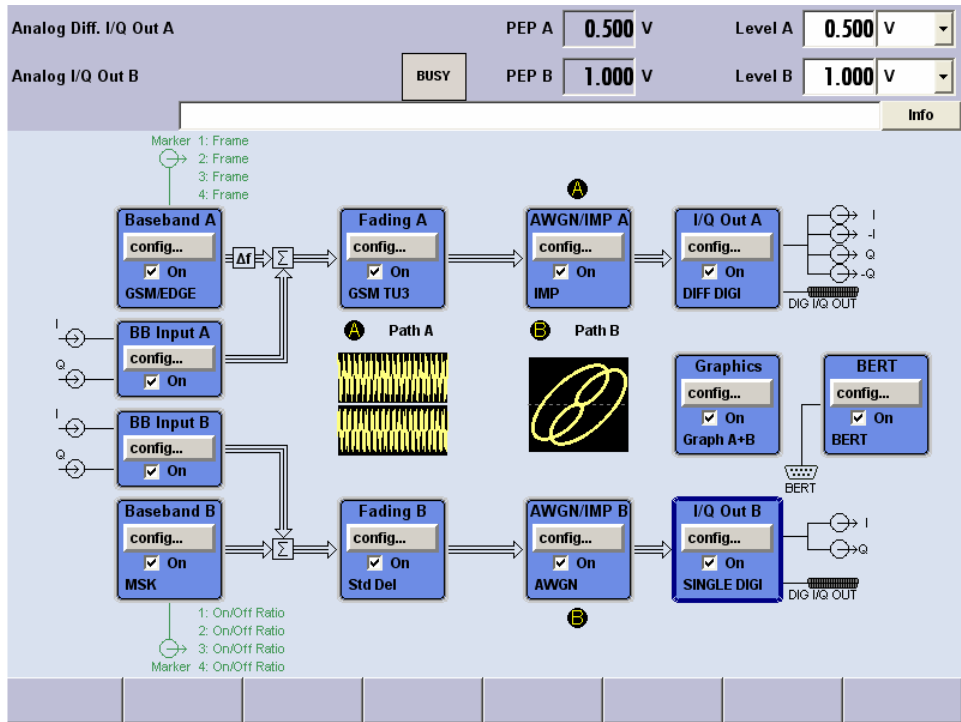 Analog Diff. I/Q Out A PEP A 0.500 V Level A 0.500 V
Analog I/Q Out B BUSY PEP B 1.000 V Level B 1.000 V
Info
Marker 1: Frame
2: Frame
3: Frame
4: Frame
A
Baseband A Fading A AWGN/IMP A I/Q Out A
config... config... config... config...
On On On On
GSM/EDGE GSM TU3 IMP DIFF DIGI
Δf Σ
I
-I
Q
-Q
DIG I/Q OUT
BB Input A
config...
On
I
Q
A Path A B Path B
Graphics BERT
config... config...
On On
Graph A+B BERT
BERT
BB Input B
config...
On
I
Q
Baseband B Fading B AWGN/IMP B I/Q Out B
config... config... config... config...
On On On On
MSK Std Del AWGN SINGLE DIGI
Σ
I
Q
DIG I/Q OUT
B
1: On/Off Ratio
2: On/Off Ratio
3: On/Off Ratio
Marker 4: On/Off Ratio